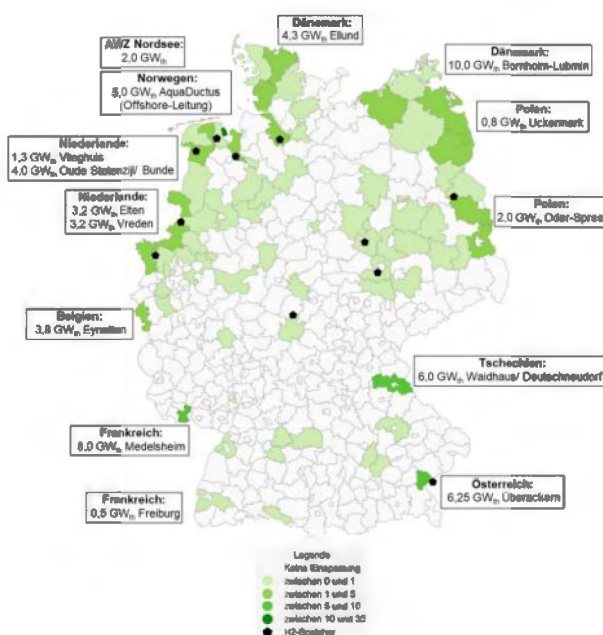 Dänemark:
4,3 GWth Ellund
AWZ Nordsee:
2,0 GWth
Norwegen:
5,0 GWth AquaDuctus
(Offshore-Leitung)
Dänemark:
10,0 GWth Bornholm-Lubmin
Polen:
0,8 GWth Uckermark
Niederlande:
1,3 GWth Vlieghuis
4,0 GWth Oude Statenzijl/ Bunde
Niederlande:
3,2 GWth Elten
3,2 GWth Vreden
Polen:
2,0 GWth Oder-Spree
Belgien:
3,8 GWth Eynatten
Tschechien:
6,0 GWth Waidhaus/ Deutschneudorf
Frankreich:
8,0 GWth Medelsheim
Österreich:
6,25 GWth Überackern
Frankreich:
0,5 GWth Freiburg
Legende
Keine Einspeisung
zwischen 0 und 1
zwischen 1 und 5
zwischen 5 und 10
zwischen 10 und 35
H2-Speicher